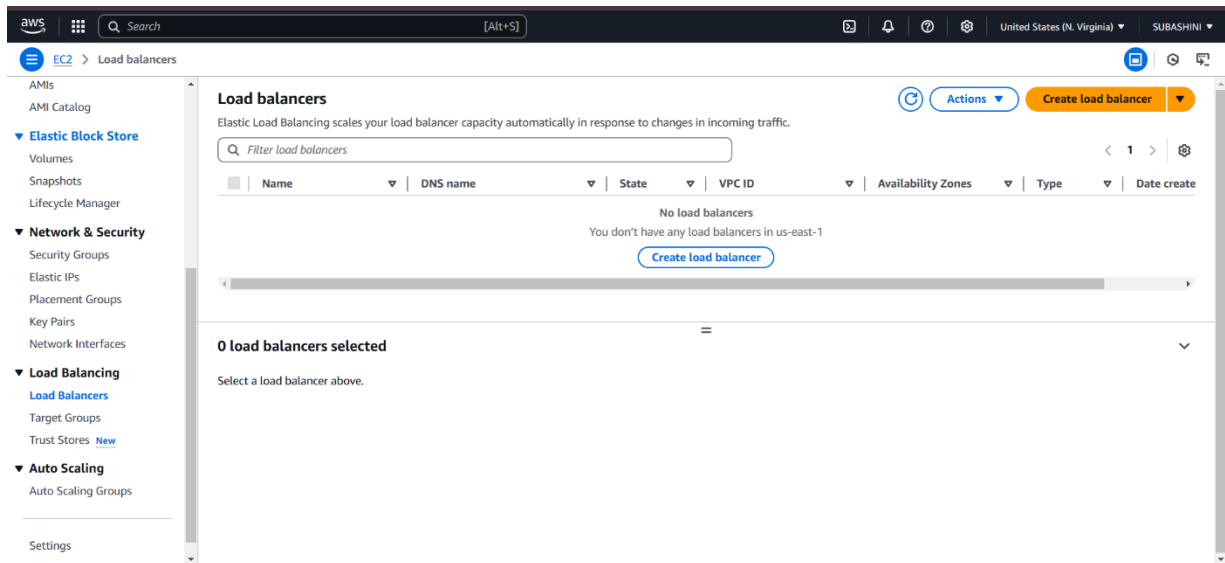 aws Search [Alt+S] United States (N. Virginia) SUBASHINI
EC2 > Load balancers
AMIs
AMI Catalog
Elastic Block Store
Volumes
Snapshots
Lifecycle Manager
Network & Security
Security Groups
Elastic IPs
Placement Groups
Key Pairs
Network Interfaces
Load Balancing
Load Balancers
Target Groups
Trust Stores New
Auto Scaling
Auto Scaling Groups
Settings
Load balancers
Actions Create load balancer
Elastic Load Balancing scales your load balancer capacity automatically in response to changes in incoming traffic.
Filter load balancers < 1 >
Name DNS name State VPC ID Availability Zones Type Date create
No load balancers
You don't have any load balancers in us-east-1
Create load balancer
0 load balancers selected
Select a load balancer above.